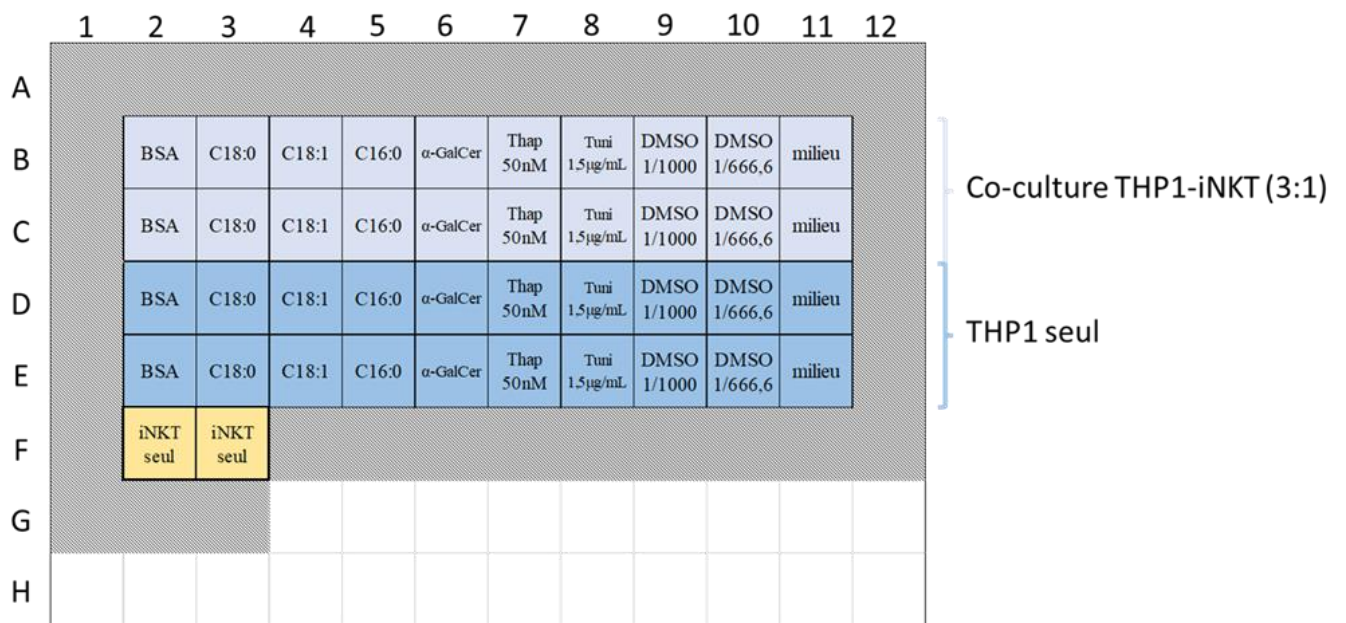 1 2 3 4 5 6 7 8 9 10 11 12
A
B BSA C18:0 C18:1 C16:0 α-GalCer Thap 50nM Tuni 1,5µg/mL DMSO 1/1000 DMSO 1/666,6 milieu
C BSA C18:0 C18:1 C16:0 α-GalCer Thap 50nM Tuni 1,5µg/mL DMSO 1/1000 DMSO 1/666,6 milieu
Co-culture THP1-iNKT (3:1)
D BSA C18:0 C18:1 C16:0 α-GalCer Thap 50nM Tuni 1,5µg/mL DMSO 1/1000 DMSO 1/666,6 milieu
E BSA C18:0 C18:1 C16:0 α-GalCer Thap 50nM Tuni 1,5µg/mL DMSO 1/1000 DMSO 1/666,6 milieu
THP1 seul
F iNKT seul iNKT seul
G
H